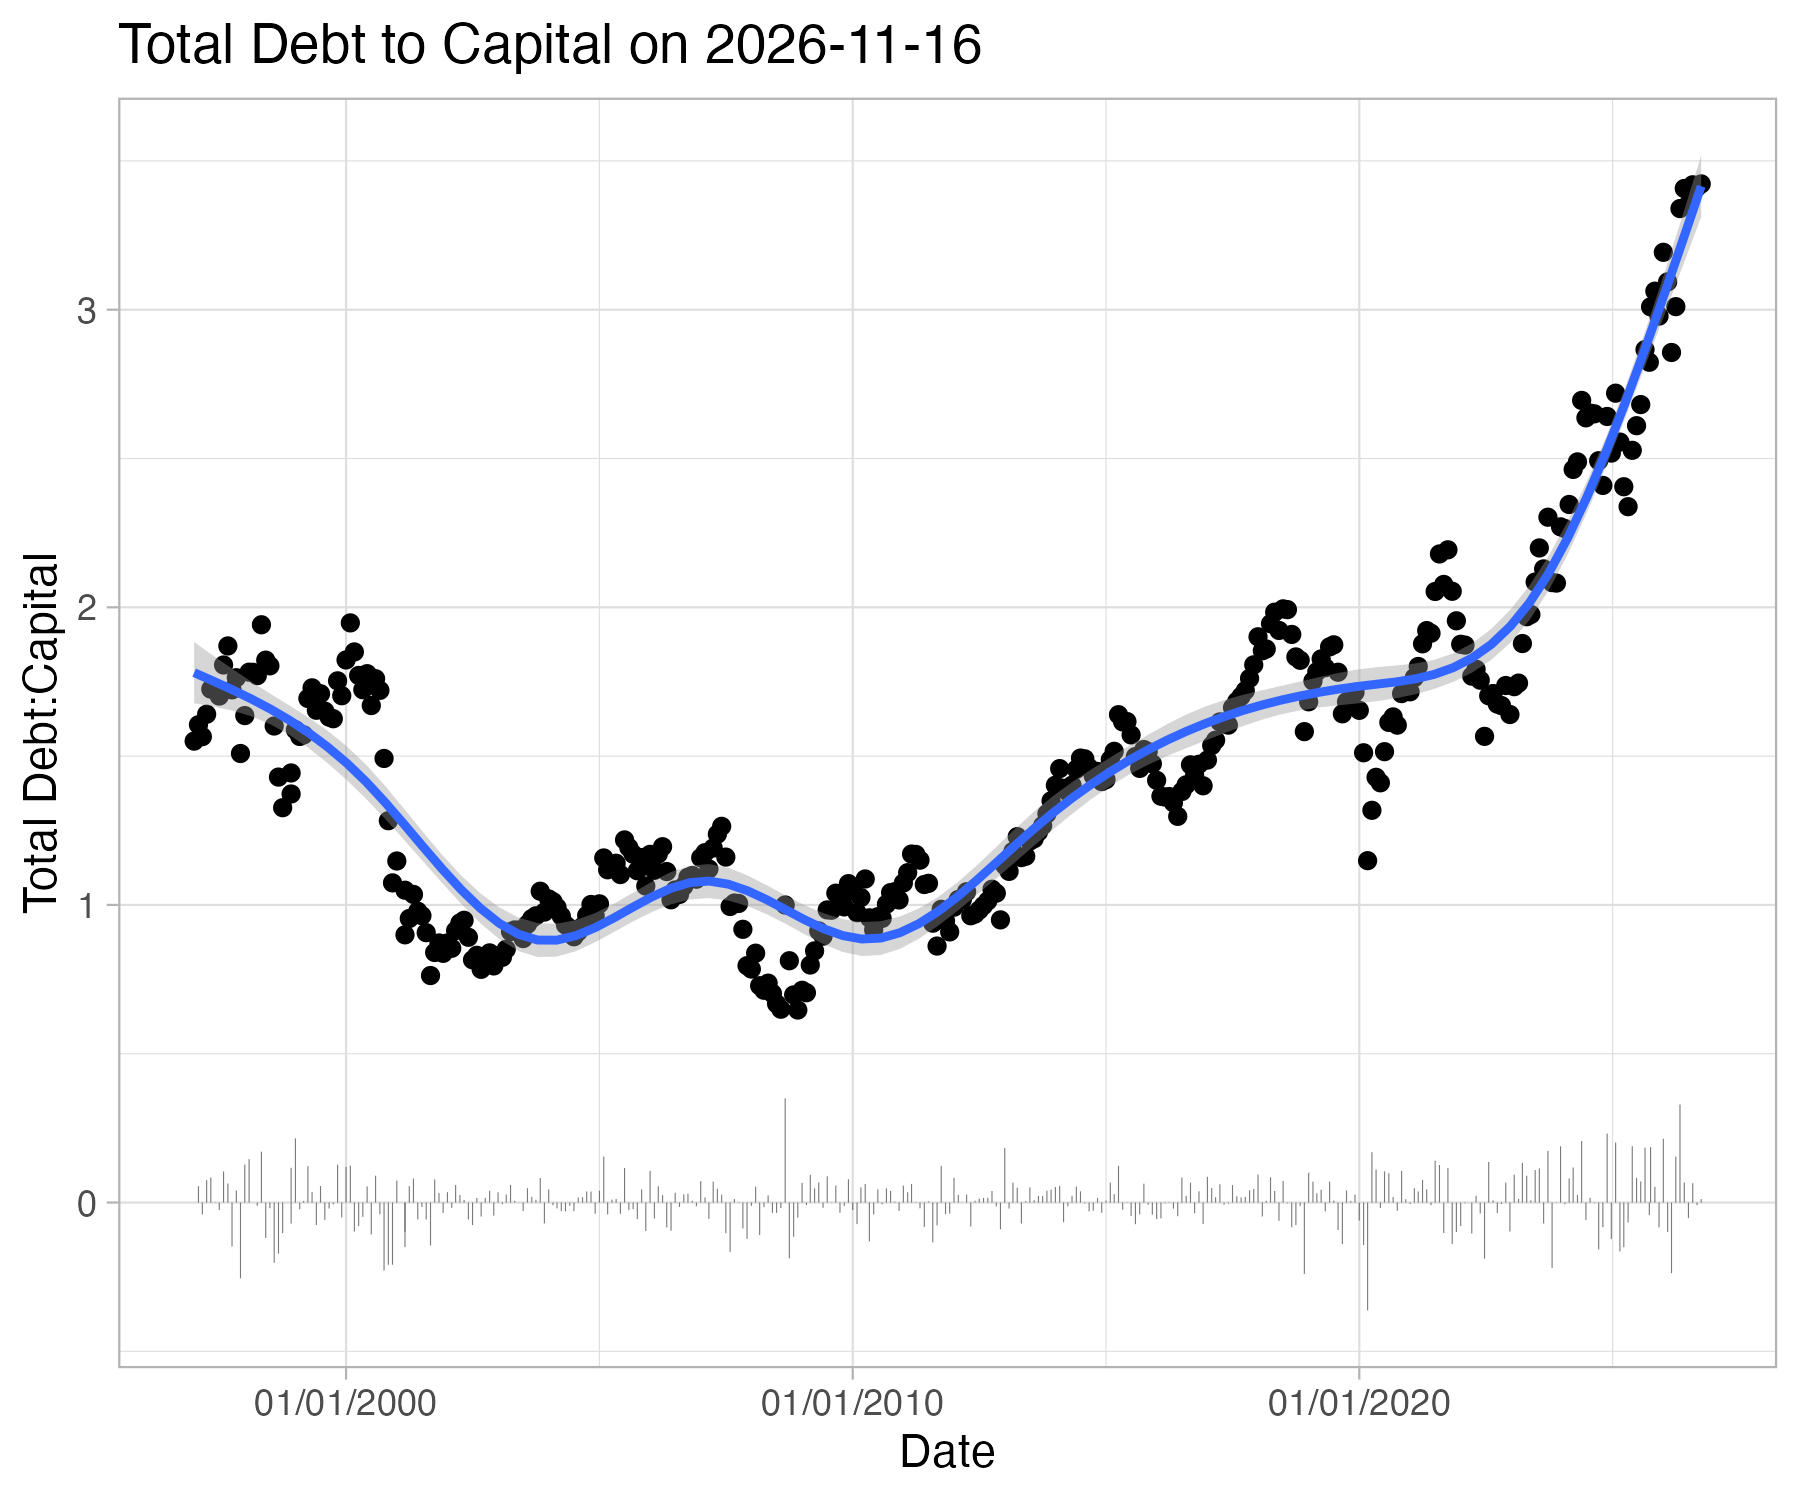 Total Debt to Capital on 2026-11-16
Total Debt:Capital
3
2
1
0
01/01/2000
01/01/2010
01/01/2020
Date